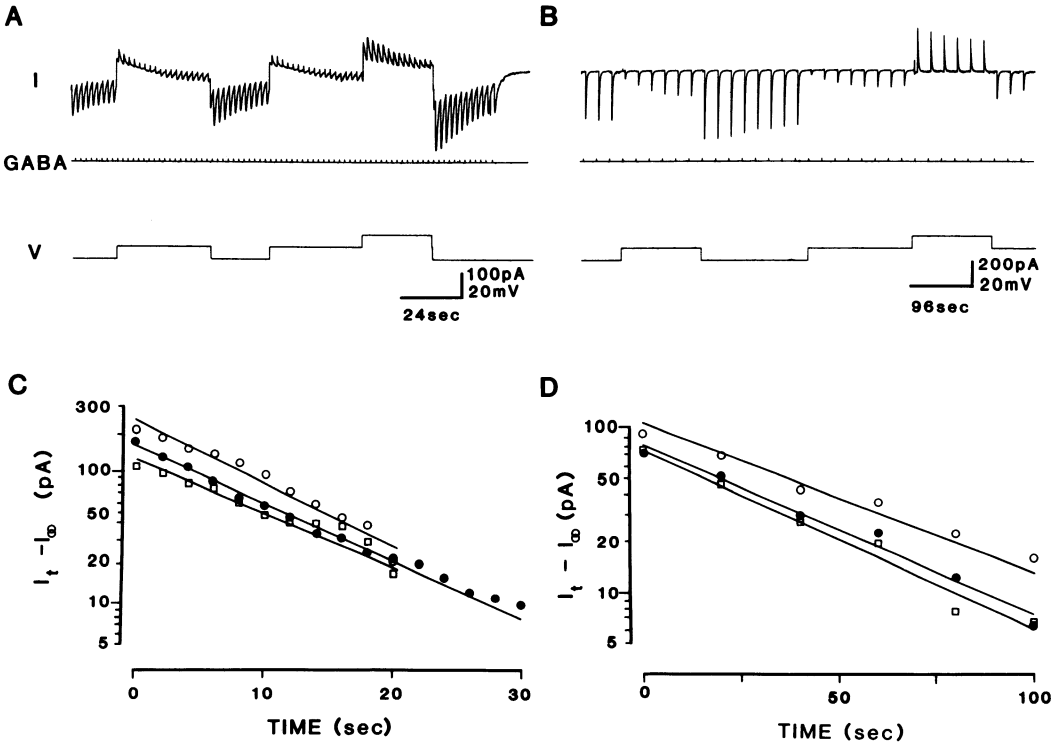 A
B
I
GABA
V
100pA
20mV
24sec
200pA
20mV
96sec
C
D
300
100
50
20
10
5
It - I∞ (pA)
0
10
20
30
TIME (sec)
100
50
20
10
5
It - I∞ (pA)
0
50
100
TIME (sec)